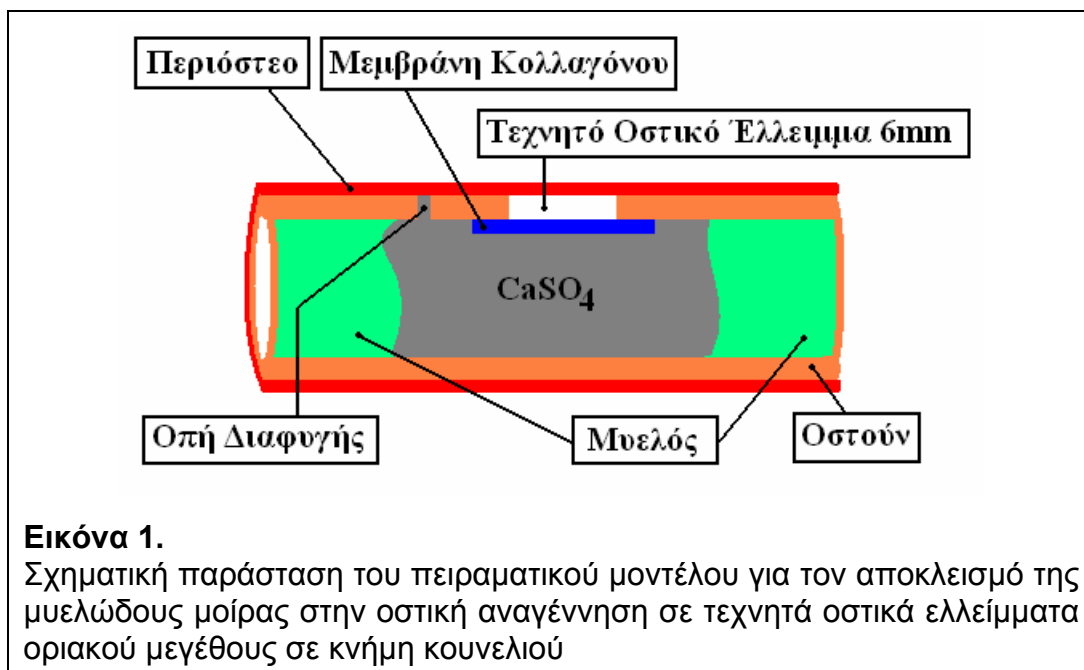 Περιόστεο
Μεμβράνη Κολλαγόνου
Τεχνητό Οστικό Έλλειμμα 6mm
CaSO4
Οπή Διαφυγής
Μυελός
Οστούν
Εικόνα 1.
Σχηματική παράσταση του πειραματικού μοντέλου για τον αποκλεισμό της
μυελώδους μοίρας στην οστική αναγέννηση σε τεχνητά οστικά ελλείμματα
οριακού μεγέθους σε κνήμη κουνελιού